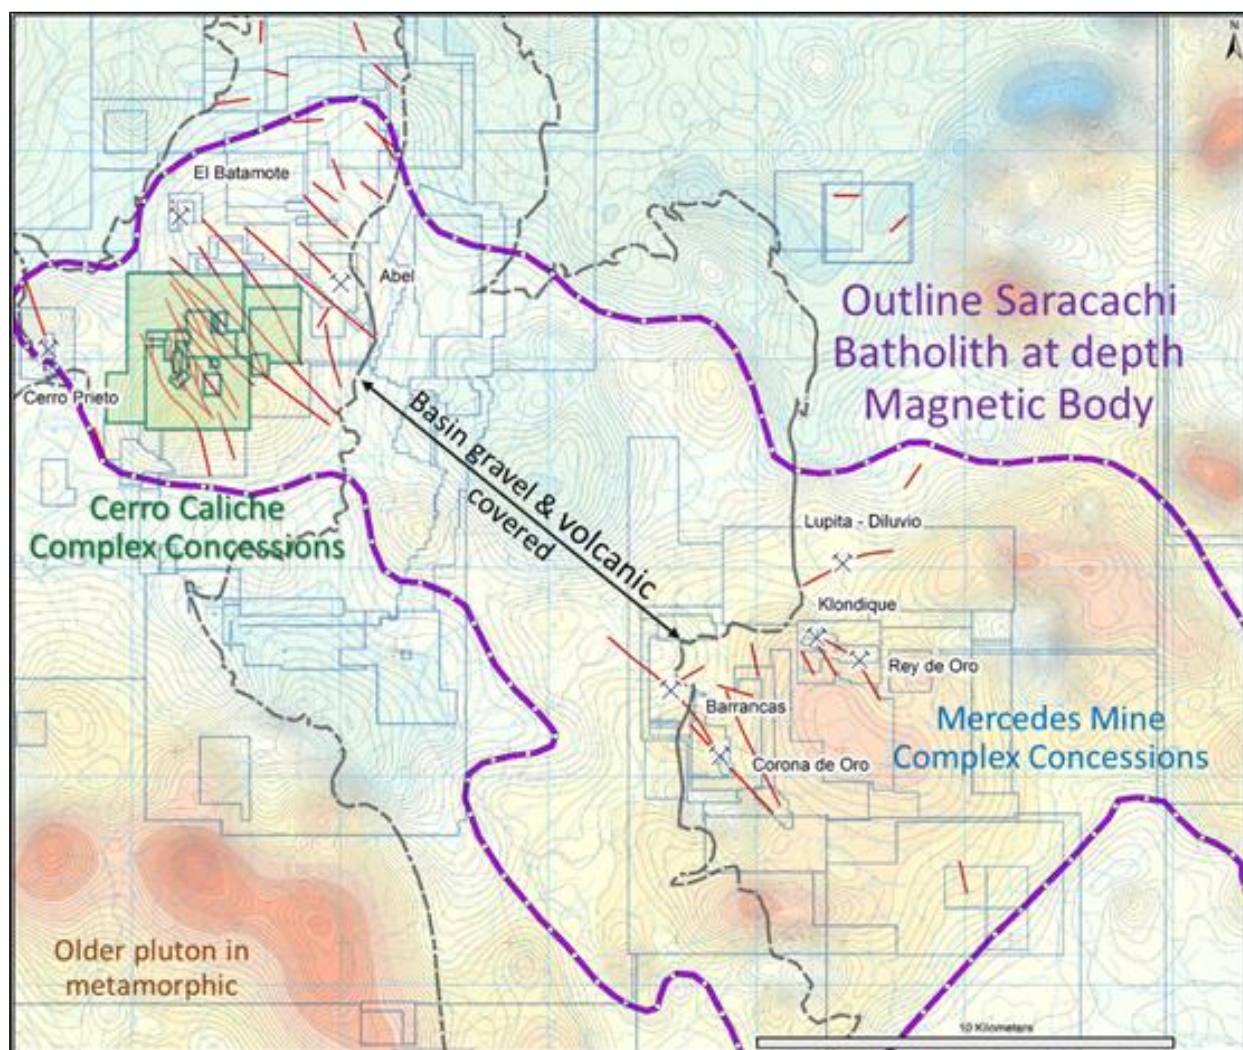 N
El Batamote
Abel
Outline Saracachi
Batholith at depth
Magnetic Body
Cerro Prieto
Basin gravel & volcanic
covered
Cerro Caliche
Complex Concessions
Lupita - Diluvio
Klondique
Rey de Oro
Barrancas
Mercedes Mine
Complex Concessions
Corona de Oro
Older pluton in
metamorphic
10 Kilometers